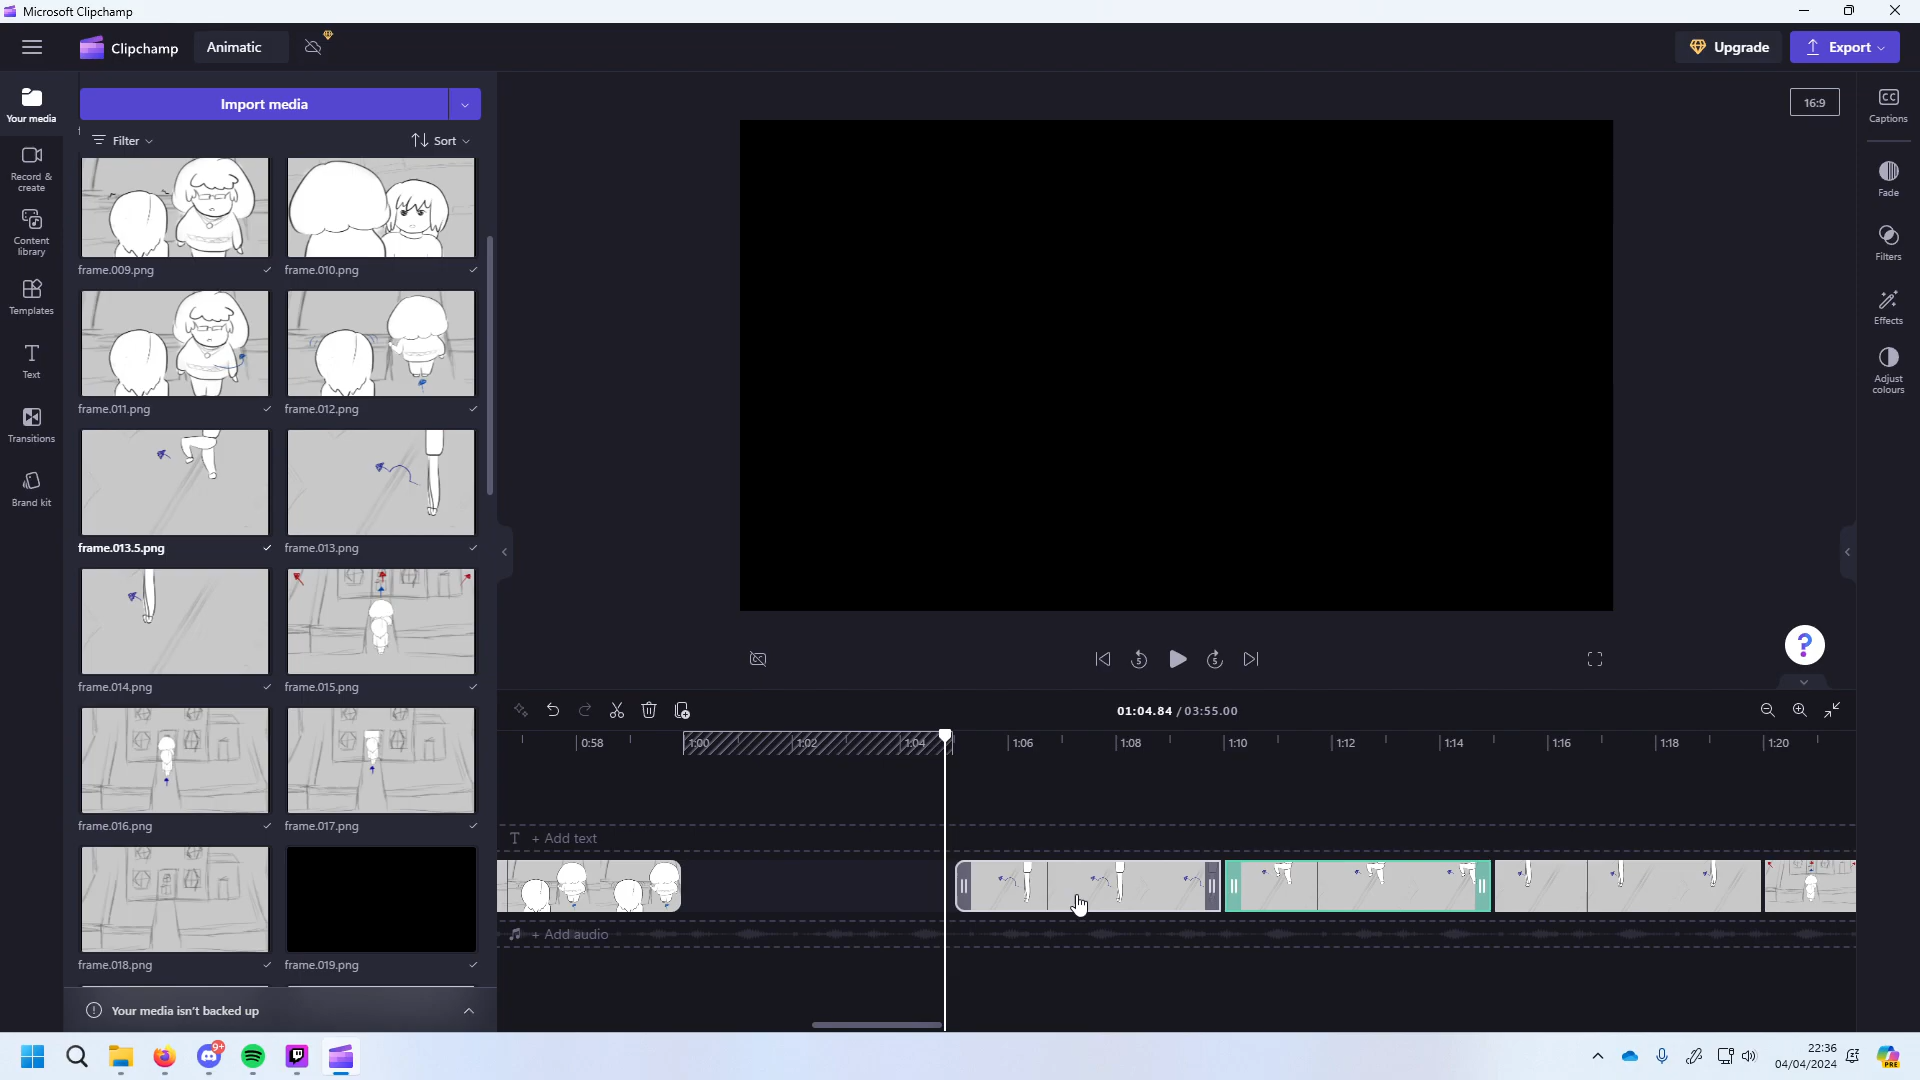 Microsoft Clipchamp
Clipchamp
Animatic
Upgrade
Export
Your media
Record & create
Content library
Templates
Text
Transitions
Brand kit
Import media
Filter
Sort
frame.009.png
frame.010.png
frame.011.png
frame.012.png
frame.013.5.png
frame.013.png
frame.014.png
frame.015.png
frame.016.png
frame.017.png
frame.018.png
frame.019.png
Your media isn't backed up
16:9
CC
Captions
Fade
Filters
Effects
Adjust colours
5
5
?
01:04.84 / 03:55.00
0:58
1:00
1:02
1:04
1:06
1:08
1:10
1:12
1:14
1:16
1:18
1:20
T + Add text
+ Add audio
9+
22:36
04/04/2024
PRE